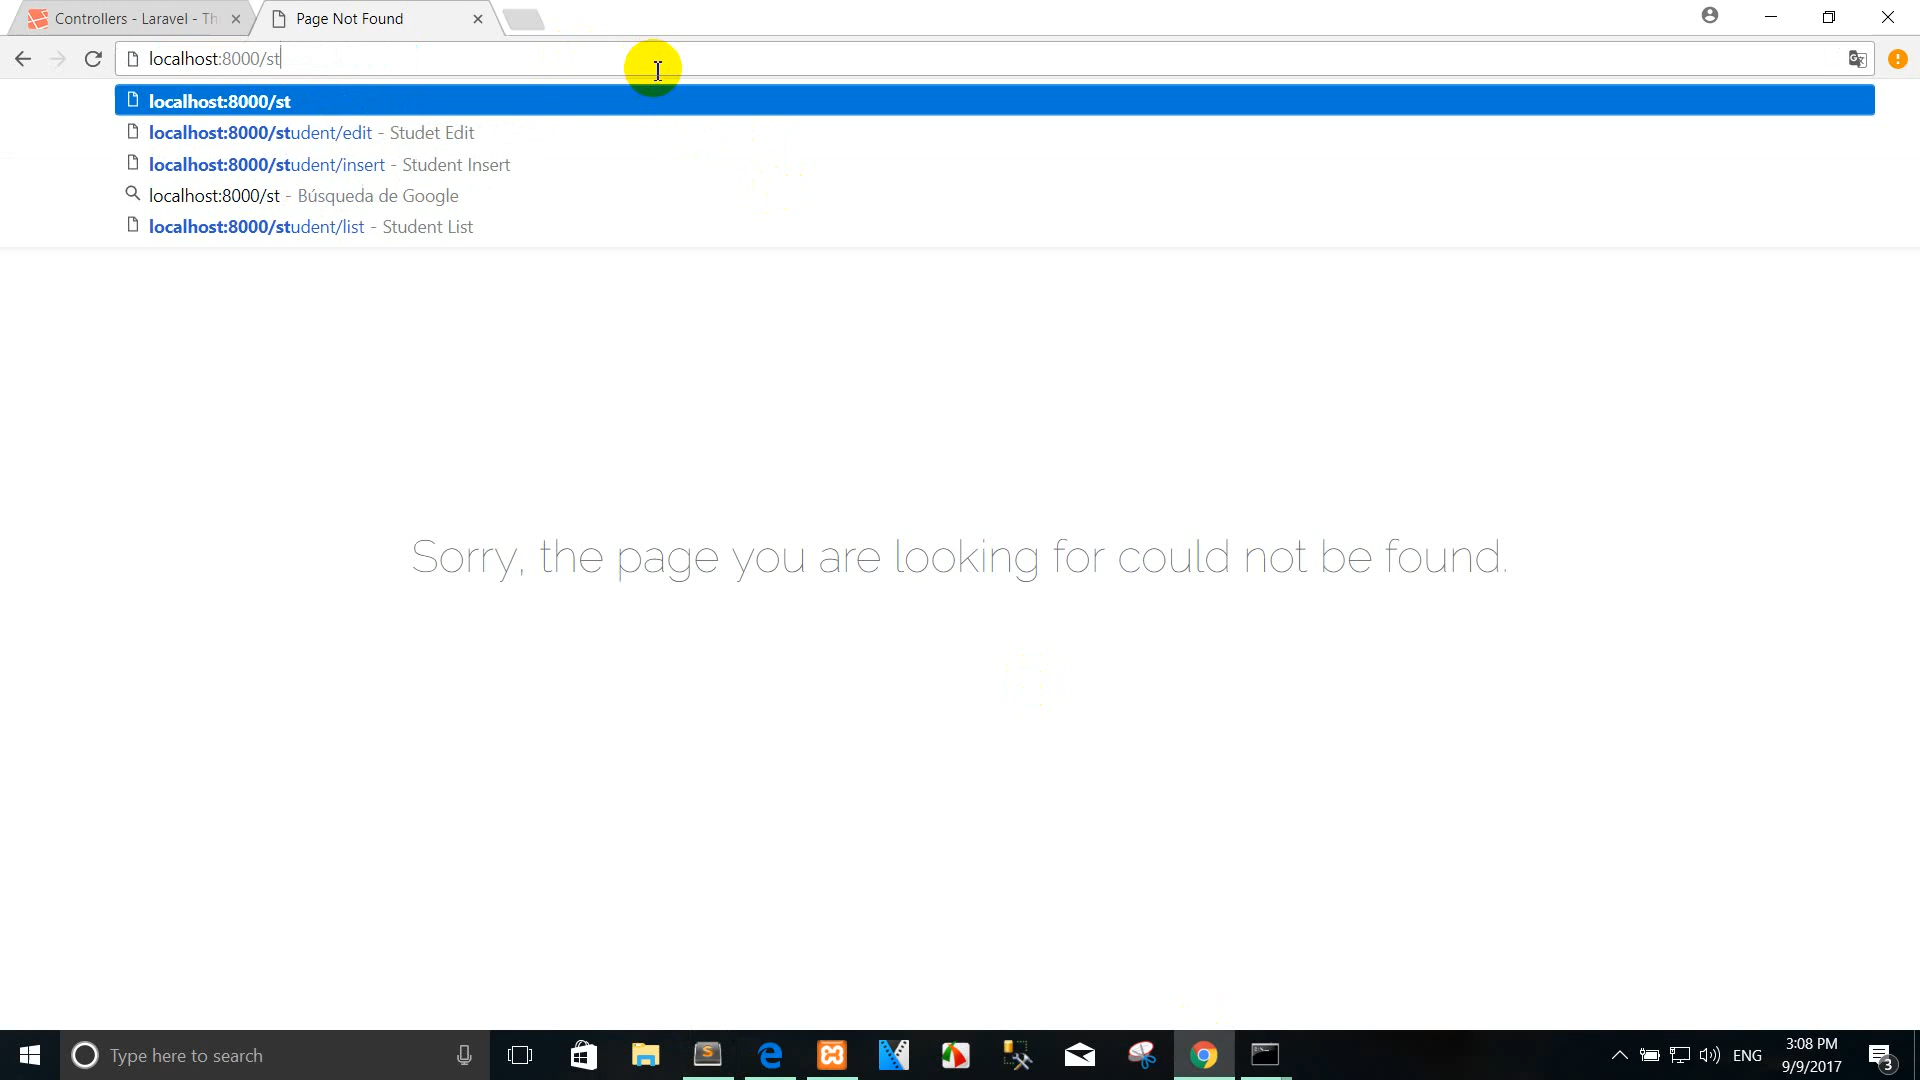 Controllers - Laravel - Th
Page Not Found
localhost:8000/st
localhost:8000/st
localhost:8000/student/edit - Studet Edit
localhost:8000/student/insert - Student Insert
localhost:8000/st - Búsqueda de Google
localhost:8000/student/list - Student List
Sorry, the page you are looking for could not be found.
Type here to search
ENG
3:08 PM
9/9/2017
3